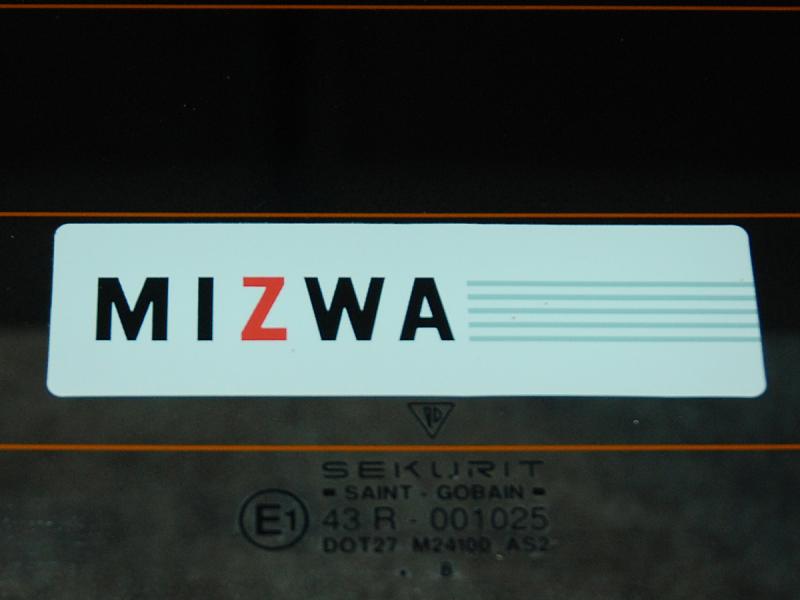 MIZWA
SEKURIT
SAINT - GOBAIN
E1
43 R - 001025
DOT27 M24100 AS2